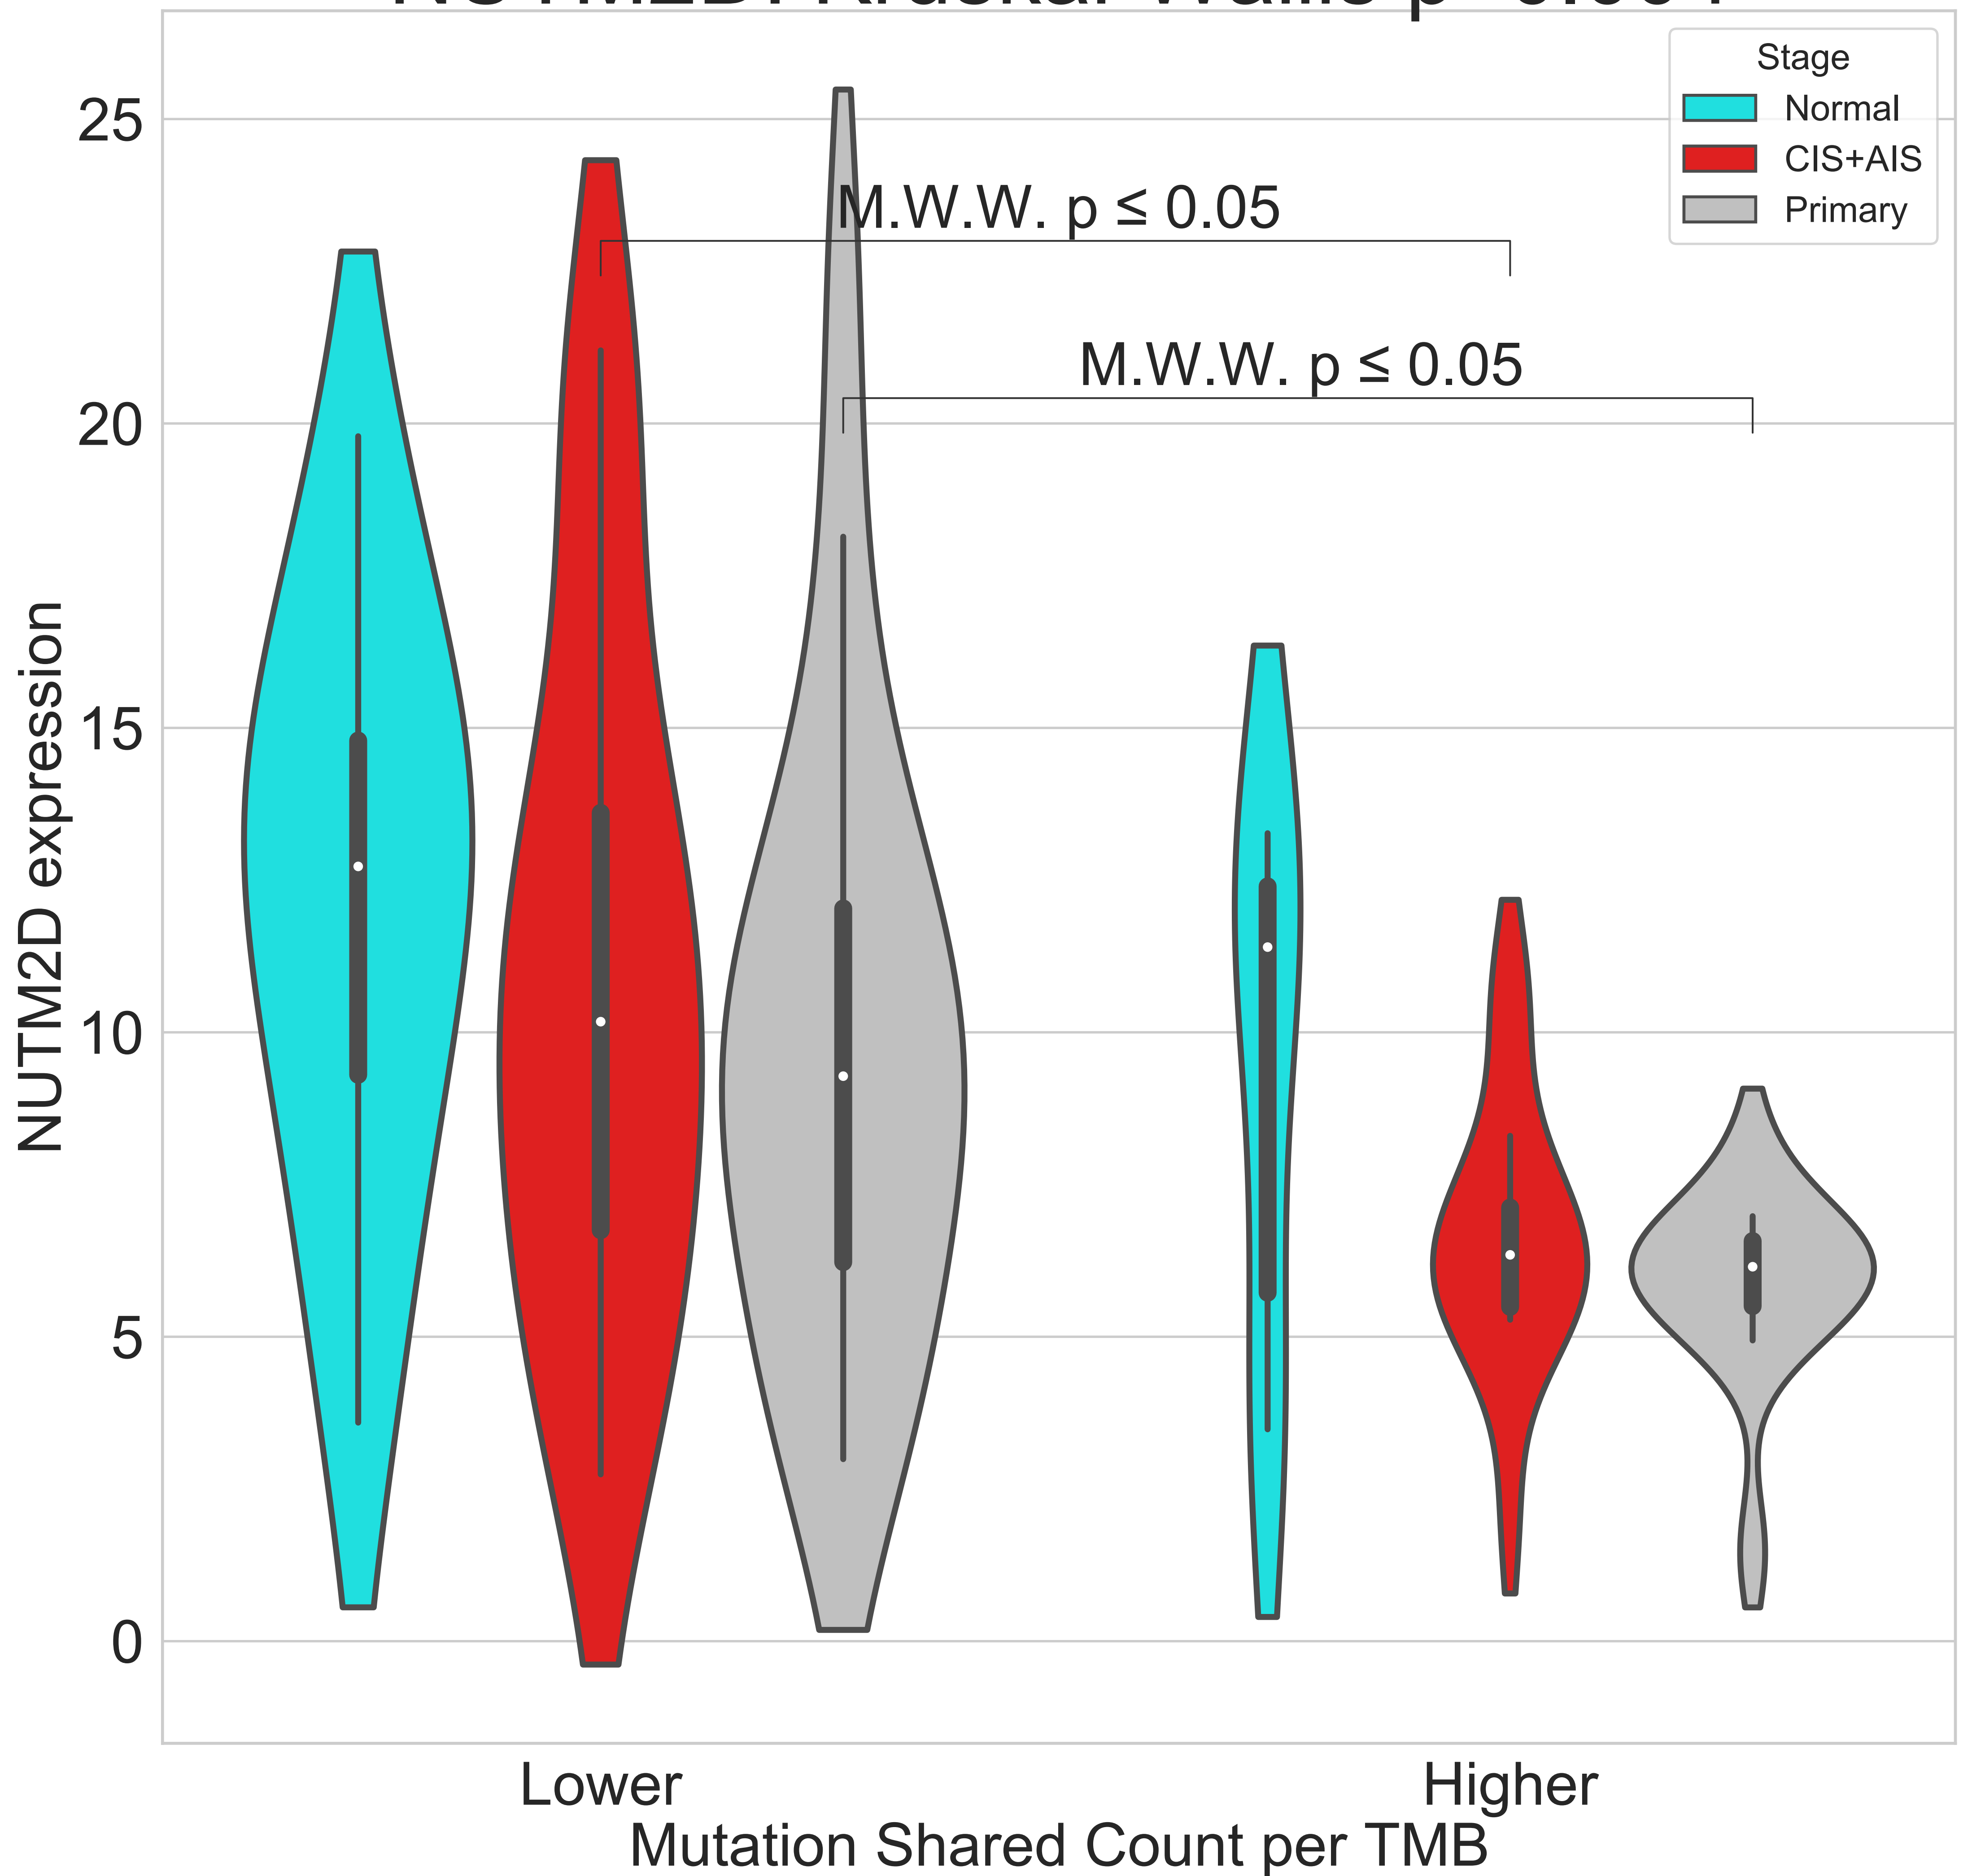 Stage
Normal
CIS+AIS
Primary
M.W.W. p ≤ 0.05
M.W.W. p ≤ 0.05
NUTM2D expression
25
20
15
10
5
0
Lower
Higher
Mutation Shared Count per TMB